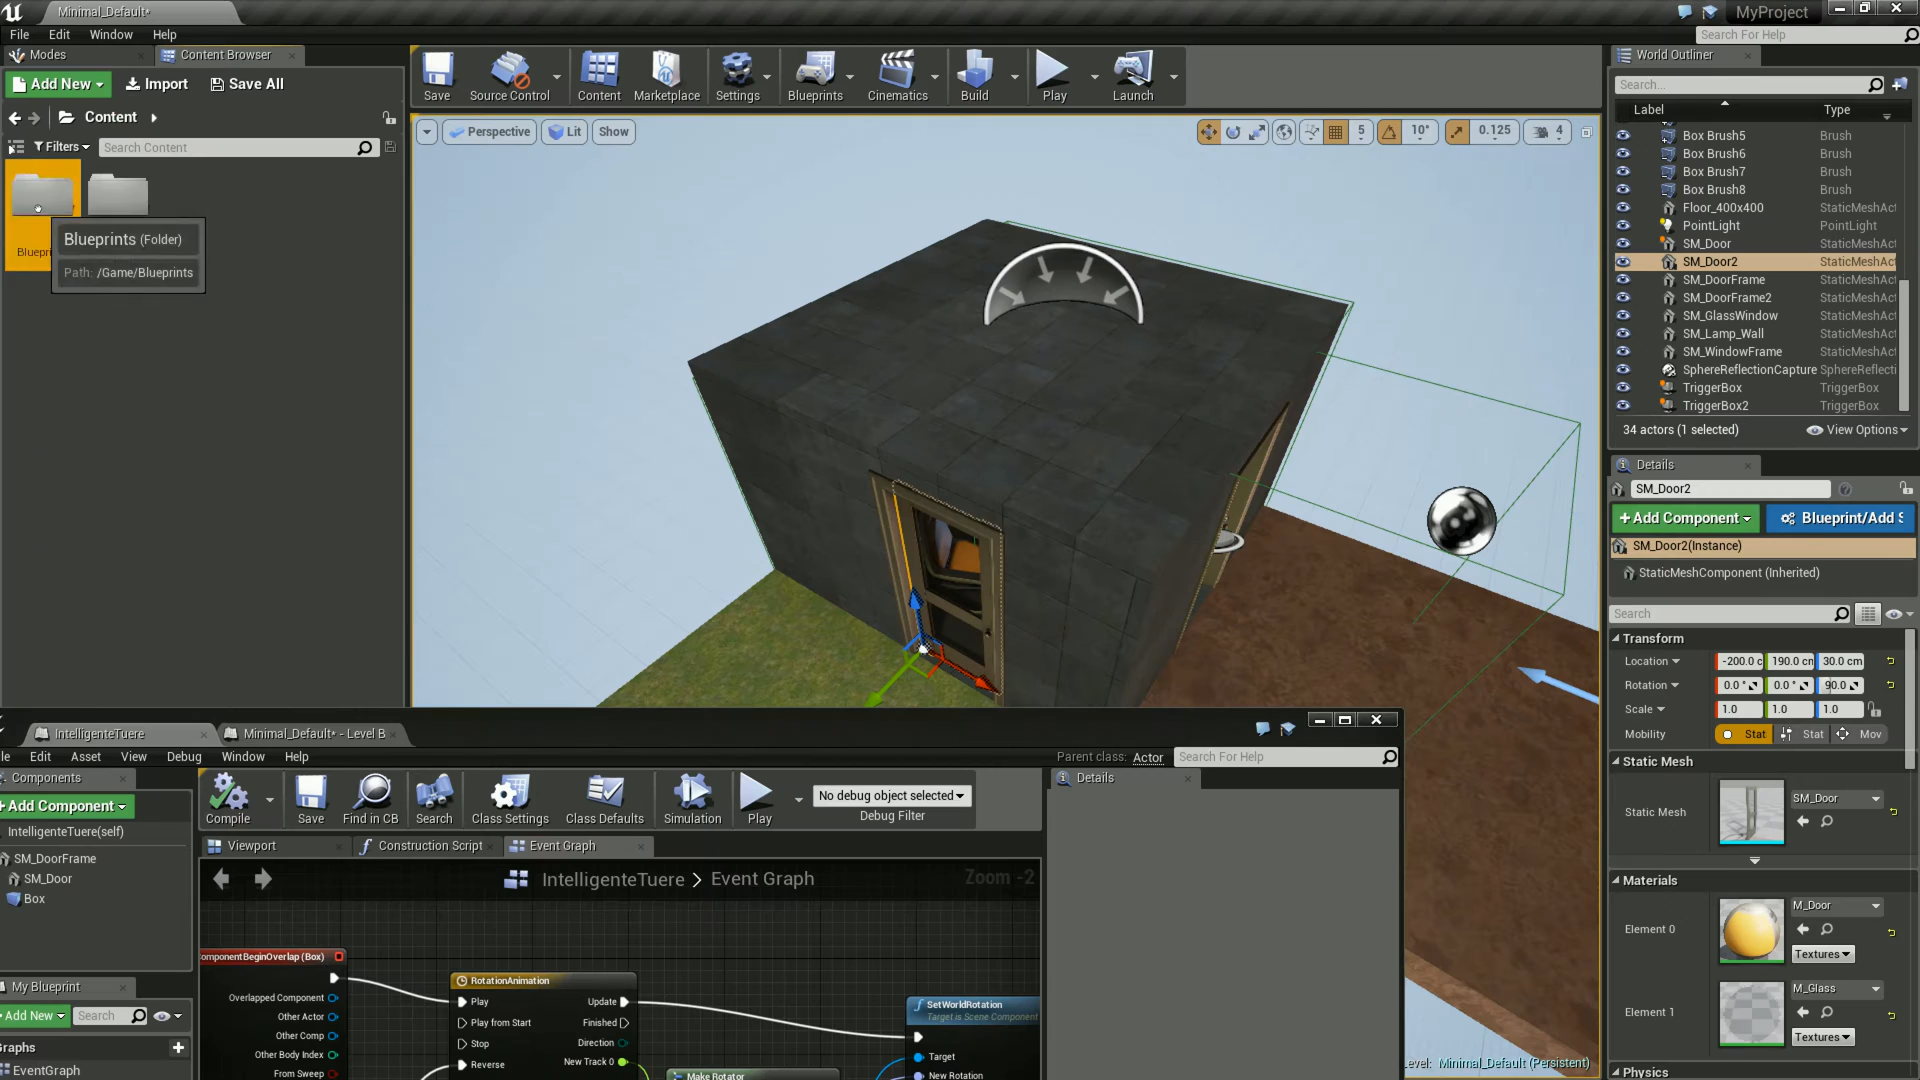 Minimal_Default*
MyProject
File Edit Window Help
Search For Help
Modes
Content Browser
Add New
Import
Save All
Content
Filters
Search Content
Blueprints (Folder)
Path: /Game/Blueprints
Save
Source Control
Content
Marketplace
Settings
Blueprints
Cinematics
Build
Play
Launch
Perspective
Lit
Show
5
10°
0.125
4
World Outliner
Search...
Label Type
Box Brush5 Brush
Box Brush6 Brush
Box Brush7 Brush
Box Brush8 Brush
Floor_400x400 StaticMeshAct
PointLight PointLight
SM_Door StaticMeshAct
SM_Door2 StaticMeshAct
SM_DoorFrame StaticMeshAct
SM_DoorFrame2 StaticMeshAct
SM_GlassWindow StaticMeshAct
SM_Lamp_Wall StaticMeshAct
SM_WindowFrame StaticMeshAct
SphereReflectionCapture SphereReflecti
TriggerBox TriggerBox
TriggerBox2 TriggerBox
34 actors (1 selected)
View Options
Details
SM_Door2
+Add Component
Blueprint/Add S
SM_Door2(Instance)
StaticMeshComponent (Inherited)
Search
Transform
Location -200.0 c 190.0 cm 30.0 cm
Rotation 0.0 ° 0.0 ° 90.0
Scale 1.0 1.0 1.0
Mobility Stat Stat Mov
Static Mesh
Static Mesh
SM_Door
Materials
Element 0
M_Door
Textures
Element 1
M_Glass
Textures
Physics
IntelligenteTuere
Minimal_Default* - Level B
le Edit Asset View Debug Window Help
Parent class: Actor
Search For Help
Components
+Add Component
IntelligenteTuere(self)
SM_DoorFrame
SM_Door
Box
My Blueprint
Add New
Search
Graphs
EventGraph
Compile
Save
Find in CB
Search
Class Settings
Class Defaults
Simulation
Play
No debug object selected
Debug Filter
Viewport
Construction Script
Event Graph
IntelligenteTuere > Event Graph
Zoom -2
ComponentBeginOverlap (Box)
Overlapped Component
Other Actor
Other Comp
Other Body Index
From Sweep
RotationAnimation
Play
Play from Start
Stop
Reverse
Update
Finished
Direction
New Track 0
Make Rotator
SetWorldRotation
Target is Scene Component
Target
New Rotation
Details
Level: Minimal_Default (Persistent)